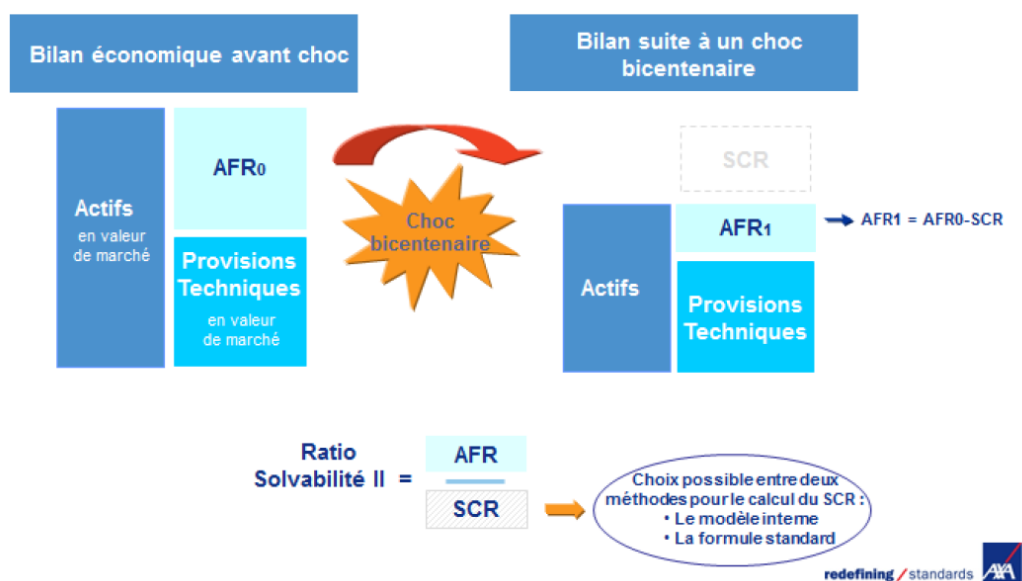 Bilan économique avant choc
Bilan suite à un choc
bicentenaire
AFR0
Actifs
en valeur
de marché
Provisions
Techniques
en valeur
de marché
Choc
bicentenaire
SCR
AFR1
AFR1 = AFR0-SCR
Actifs
Provisions
Techniques
Ratio
Solvabilité II =
AFR
SCR
Choix possible entre deux
méthodes pour le calcul du SCR :
• Le modèle interne
• La formule standard
redefining / standards
AXA